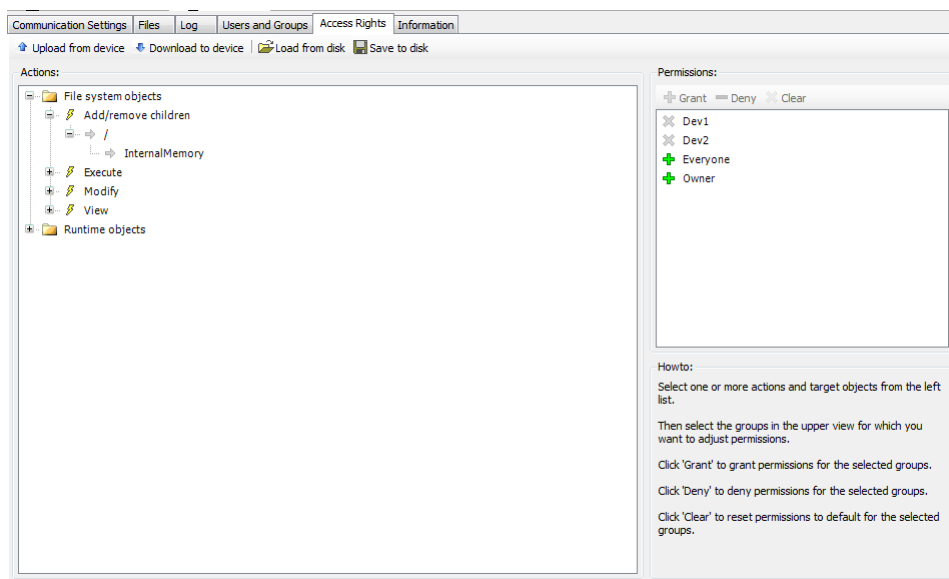 Communication Settings Files Log Users and Groups Access Rights Information
Upload from device Download to device Load from disk Save to disk
Actions:
File system objects
Add/remove children
/
InternalMemory
Execute
Modify
View
Runtime objects
Permissions:
Grant Deny Clear
Dev1
Dev2
Everyone
Owner
Howto:
Select one or more actions and target objects from the left
list.
Then select the groups in the upper view for which you
want to adjust permissions.
Click 'Grant' to grant permissions for the selected groups.
Click 'Deny' to deny permissions for the selected groups.
Click 'Clear' to reset permissions to default for the selected
groups.